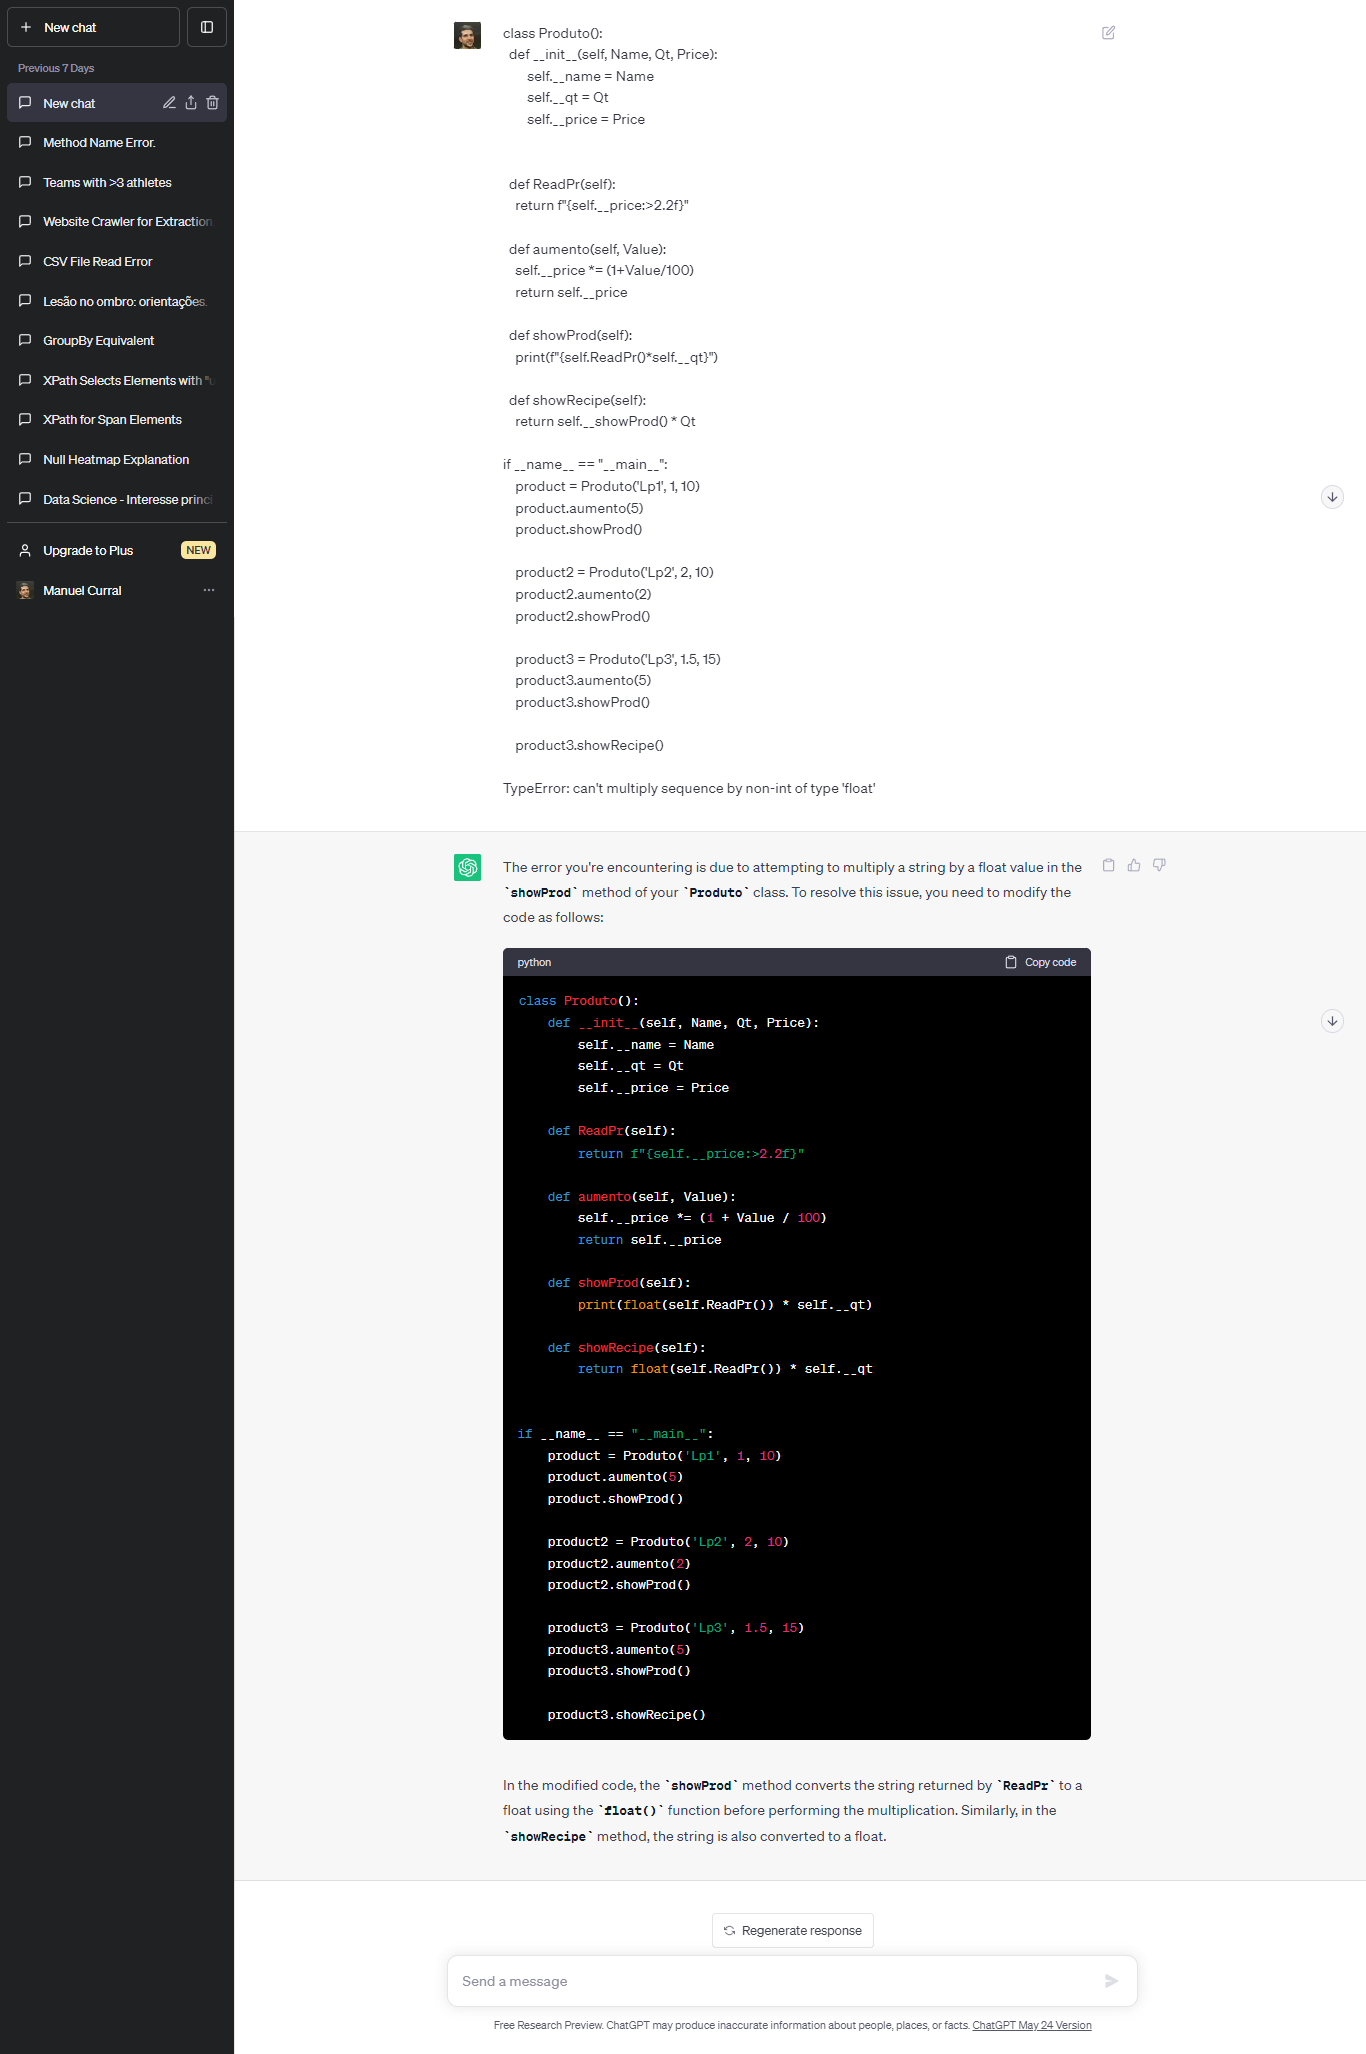 New chat
Previous 7 Days
New chat
Method Name Error.
Teams with >3 athletes
Website Crawler for Extraction.
CSV File Read Error
Lesão no ombro: orientações.
GroupBy Equivalent
XPath Selects Elements with "u
XPath for Span Elements
Null Heatmap Explanation
Data Science - Interesse princi
Upgrade to Plus NEW
Manuel Curral
class Produto():
def __init__(self, Name, Qt, Price):
self.__name = Name
self.__qt = Qt
self.__price = Price
def ReadPr(self):
return f"{self.__price:>2.2f}"
def aumento(self, Value):
self.__price *= (1+Value/100)
return self.__price
def showProd(self):
print(f"{self.ReadPr()*self.__qt}")
def showRecipe(self):
return self.__showProd() * Qt
if __name__ == "__main__":
product = Produto('Lp1', 1, 10)
product.aumento(5)
product.showProd()
product2 = Produto('Lp2', 2, 10)
product2.aumento(2)
product2.showProd()
product3 = Produto('Lp3', 1.5, 15)
product3.aumento(5)
product3.showProd()
product3.showRecipe()
TypeError: can't multiply sequence by non-int of type 'float'
The error you're encountering is due to attempting to multiply a string by a float value in the
`showProd` method of your `Produto` class. To resolve this issue, you need to modify the
code as follows:
python Copy code
class Produto():
def __init__(self, Name, Qt, Price):
self.__name = Name
self.__qt = Qt
self.__price = Price
def ReadPr(self):
return f"{self.__price:>2.2f}"
def aumento(self, Value):
self.__price *= (1 + Value / 100)
return self.__price
def showProd(self):
print(float(self.ReadPr()) * self.__qt)
def showRecipe(self):
return float(self.ReadPr()) * self.__qt
if __name__ == "__main__":
product = Produto('Lp1', 1, 10)
product.aumento(5)
product.showProd()
product2 = Produto('Lp2', 2, 10)
product2.aumento(2)
product2.showProd()
product3 = Produto('Lp3', 1.5, 15)
product3.aumento(5)
product3.showProd()
product3.showRecipe()
In the modified code, the `showProd` method converts the string returned by `ReadPr` to a
float using the `float()` function before performing the multiplication. Similarly, in the
`showRecipe` method, the string is also converted to a float.
Regenerate response
Send a message
Free Research Preview. ChatGPT may produce inaccurate information about people, places, or facts. ChatGPT May 24 Version